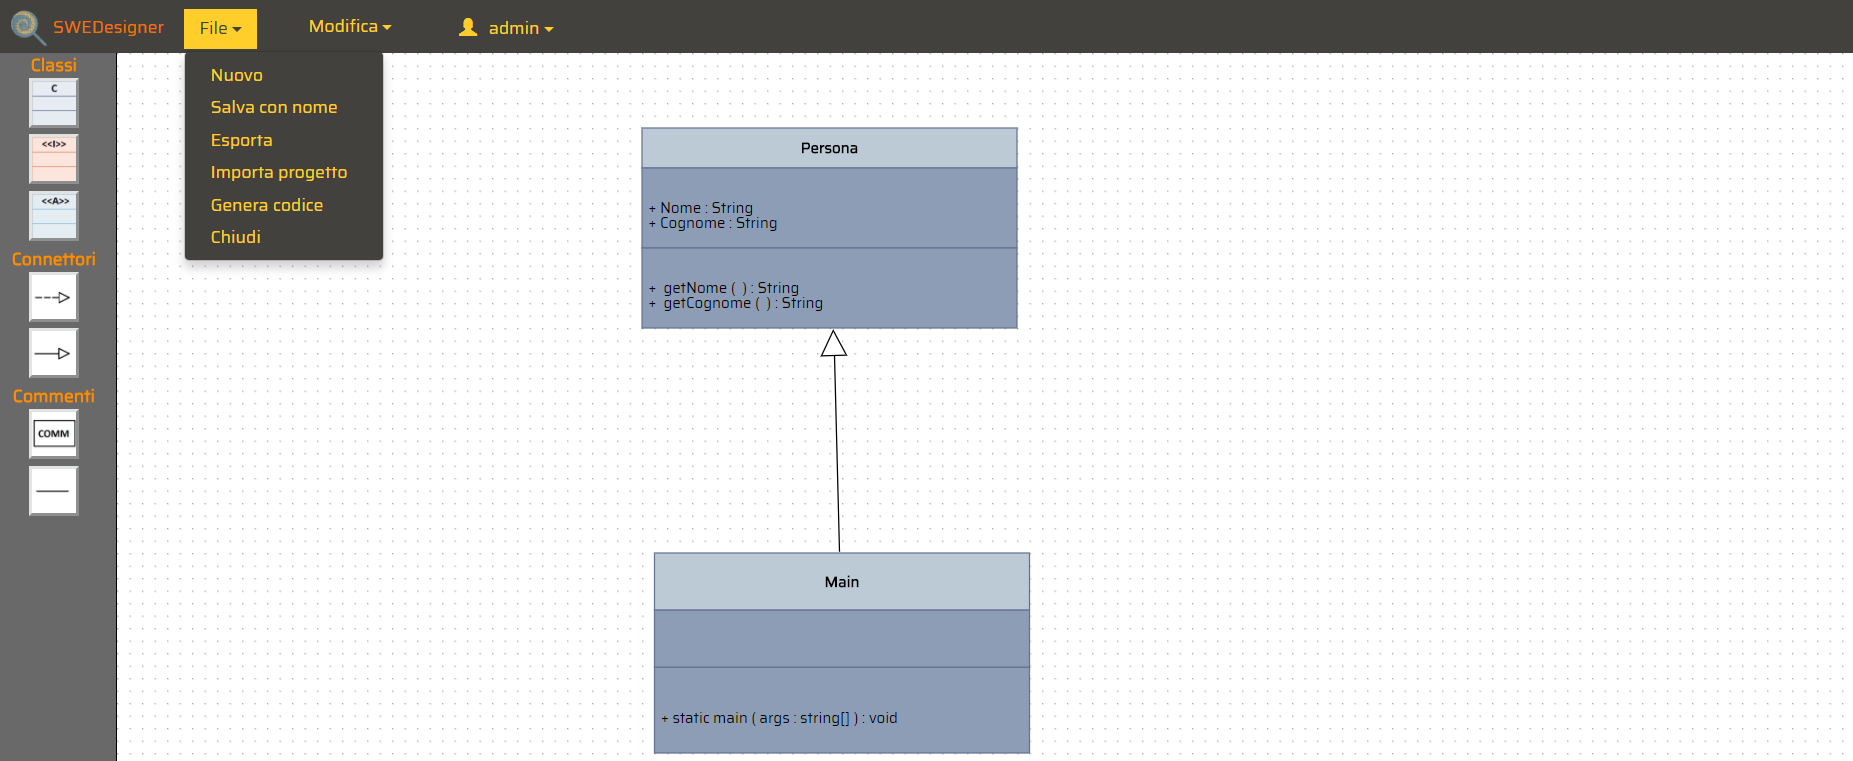 SWEDesigner
File
Modifica
admin
Nuovo
Salva con nome
Esporta
Importa progetto
Genera codice
Chiudi
Classi
C
<<I>>
<<A>>
Connettori
Commenti
COMM
Persona
+ Nome : String
+ Cognome : String
+ getNome ( ) : String
+ getCognome ( ) : String
Main
+ static main ( args : string[] ) : void